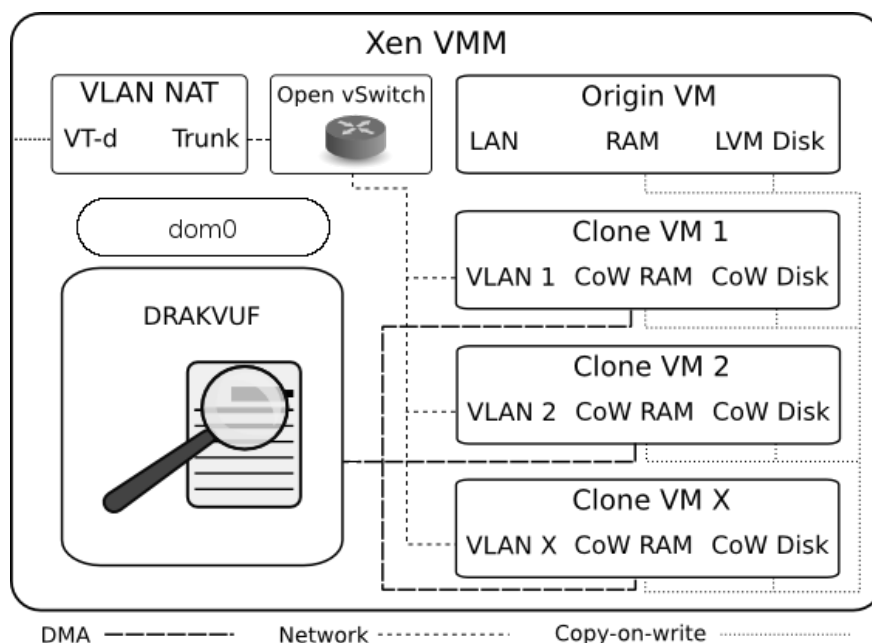 Xen VMM
VLAN NAT
VT-d Trunk
Open vSwitch
Origin VM
LAN RAM LVM Disk
dom0
Clone VM 1
VLAN 1 CoW RAM CoW Disk
DRAKVUF
Clone VM 2
VLAN 2 CoW RAM CoW Disk
Clone VM X
VLAN X CoW RAM CoW Disk
DMA Network Copy-on-write